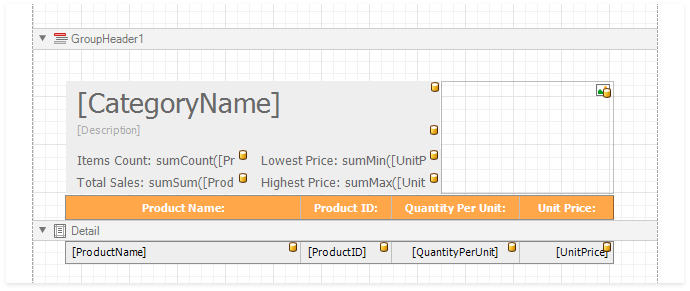 GroupHeader1
[CategoryName]
[Description]
Items Count: sumCount([Pr
Lowest Price: sumMin([UnitP
Total Sales: sumSum([Prod
Highest Price: sumMax([Unit
Product Name: Product ID: Quantity Per Unit: Unit Price:
Detail
[ProductName] [ProductID] [QuantityPerUnit] [UnitPrice]